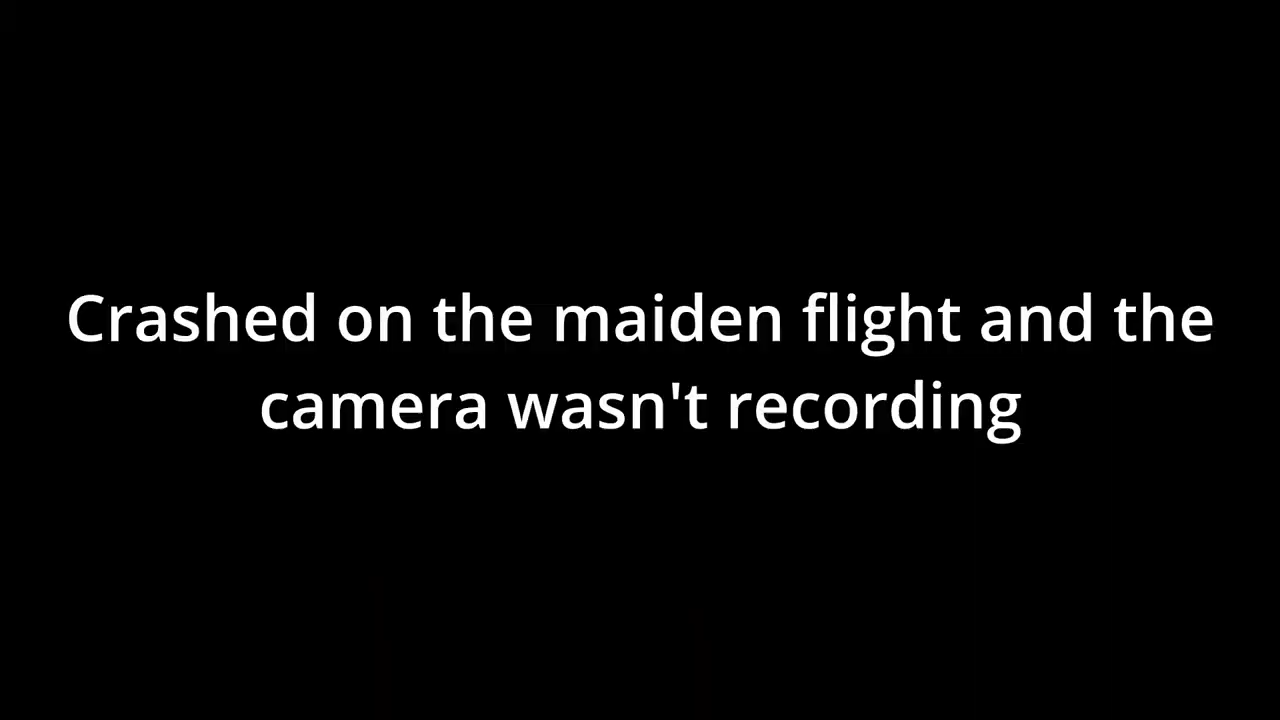 Crashed on the maiden flight and the
camera wasn't recording